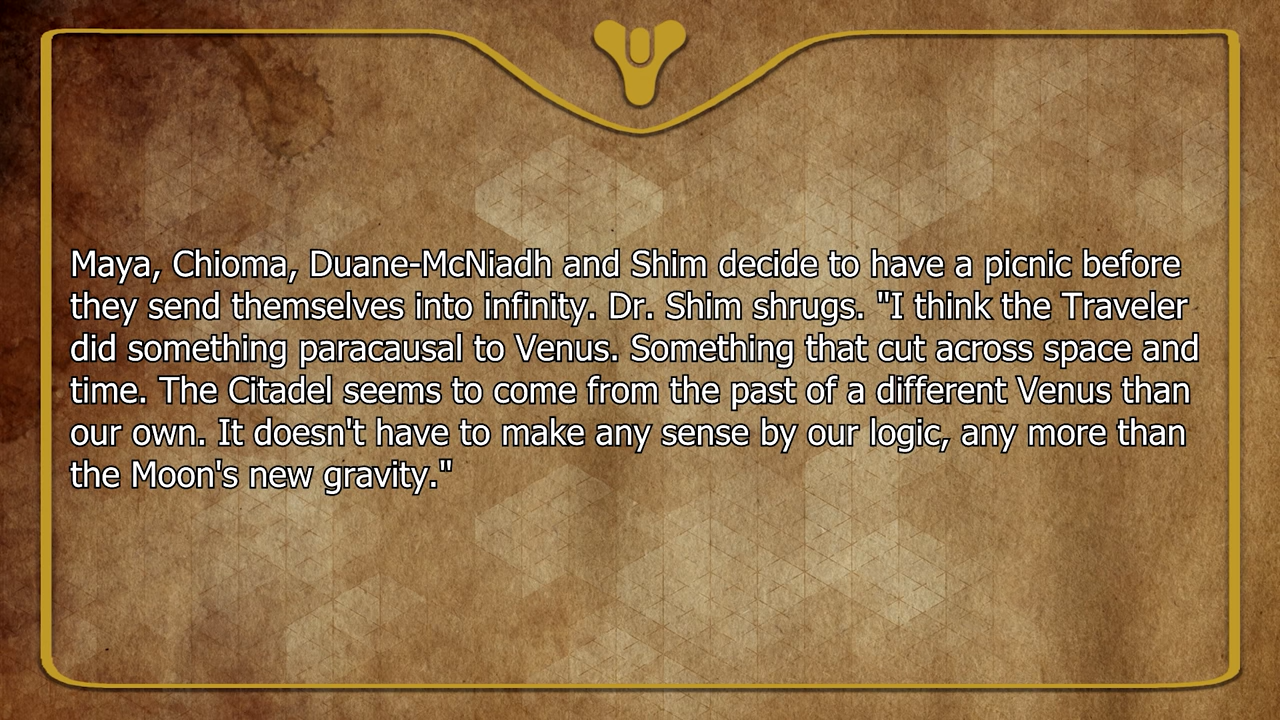 Maya, Chioma, Duane-McNiadh and Shim decide to have a picnic before
they send themselves into infinity. Dr. Shim shrugs. "I think the Traveler
did something paracausal to Venus. Something that cut across space and
time. The Citadel seems to come from the past of a different Venus than
our own. It doesn't have to make any sense by our logic, any more than
the Moon's new gravity."